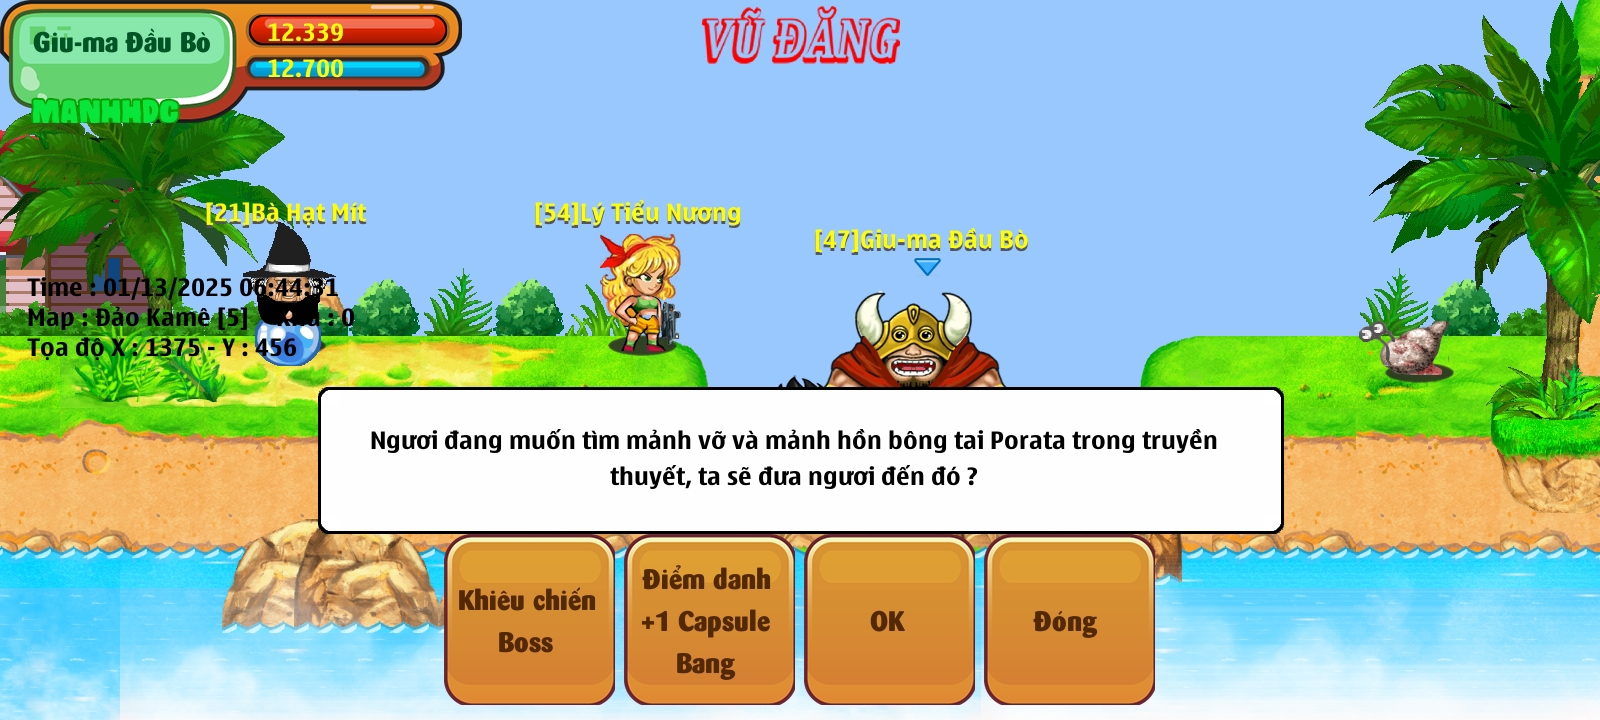 Giu-ma Đầu Bò
12.339
12.700
MANHHDC
VŨ ĐĂNG
[21]Bà Hạt Mít
[54]Lý Tiểu Nương
[47]Giu-ma Đầu Bò
Time : 01/13/2025 06:44:31
Map : Đảo Kamê [5] : 0
Tọa độ X : 1375 - Y : 456
Ngươi đang muốn tìm mảnh vỡ và mảnh hồn bông tai Porata trong truyền
thuyết, ta sẽ đưa ngươi đến đó ?
Khiêu chiến
Boss
Điểm danh
+1 Capsule
Bang
OK
Đóng